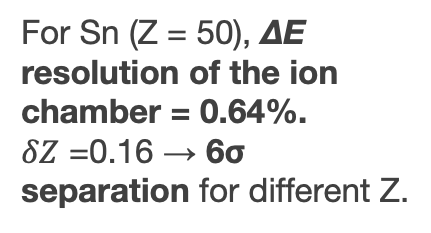 For Sn (Z = 50), ΔE
resolution of the ion
chamber = 0.64%.
δZ =0.16 → 6σ
separation for different Z.